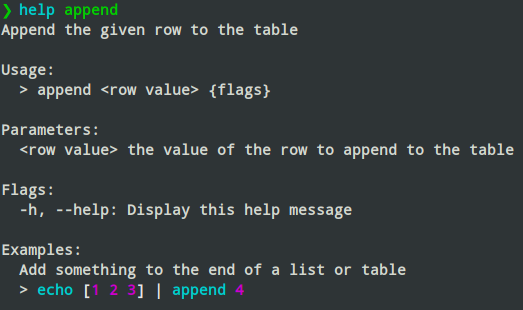 ❯ help append
Append the given row to the table
Usage:
> append <row value> {flags}
Parameters:
<row value> the value of the row to append to the table
Flags:
-h, --help: Display this help message
Examples:
Add something to the end of a list or table
> echo [1 2 3] | append 4